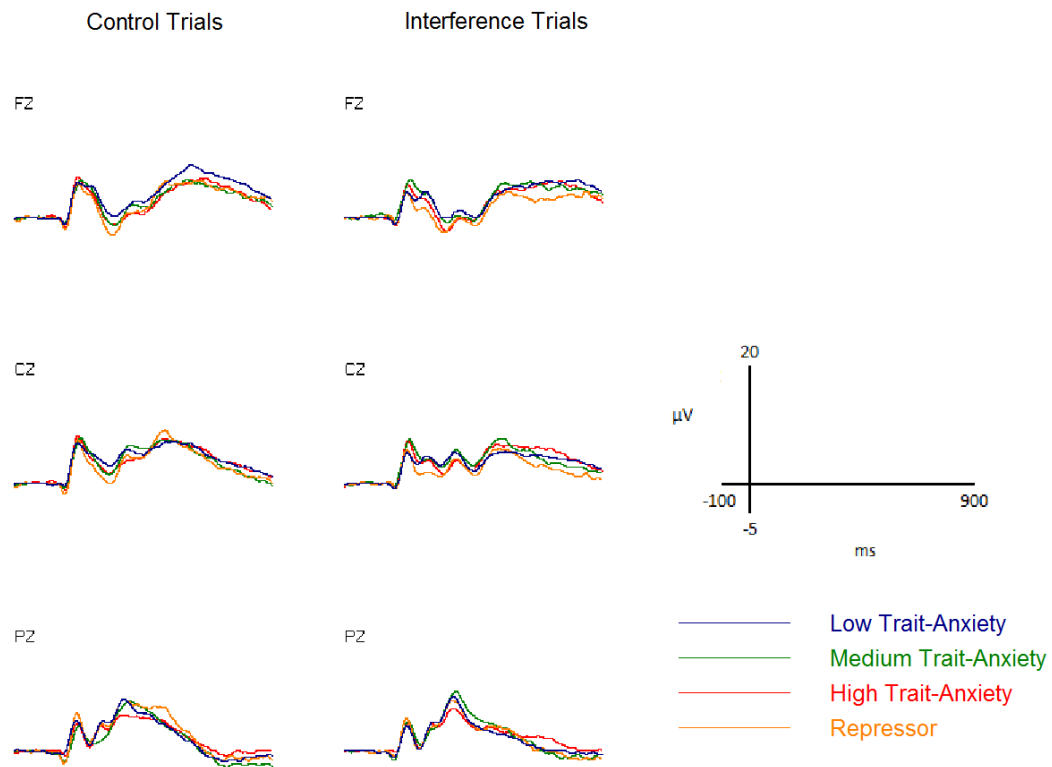 Control Trials
Interference Trials
FZ
FZ
CZ
CZ
20
µV
-100
900
-5
ms
PZ
PZ
Low Trait-Anxiety
Medium Trait-Anxiety
High Trait-Anxiety
Repressor